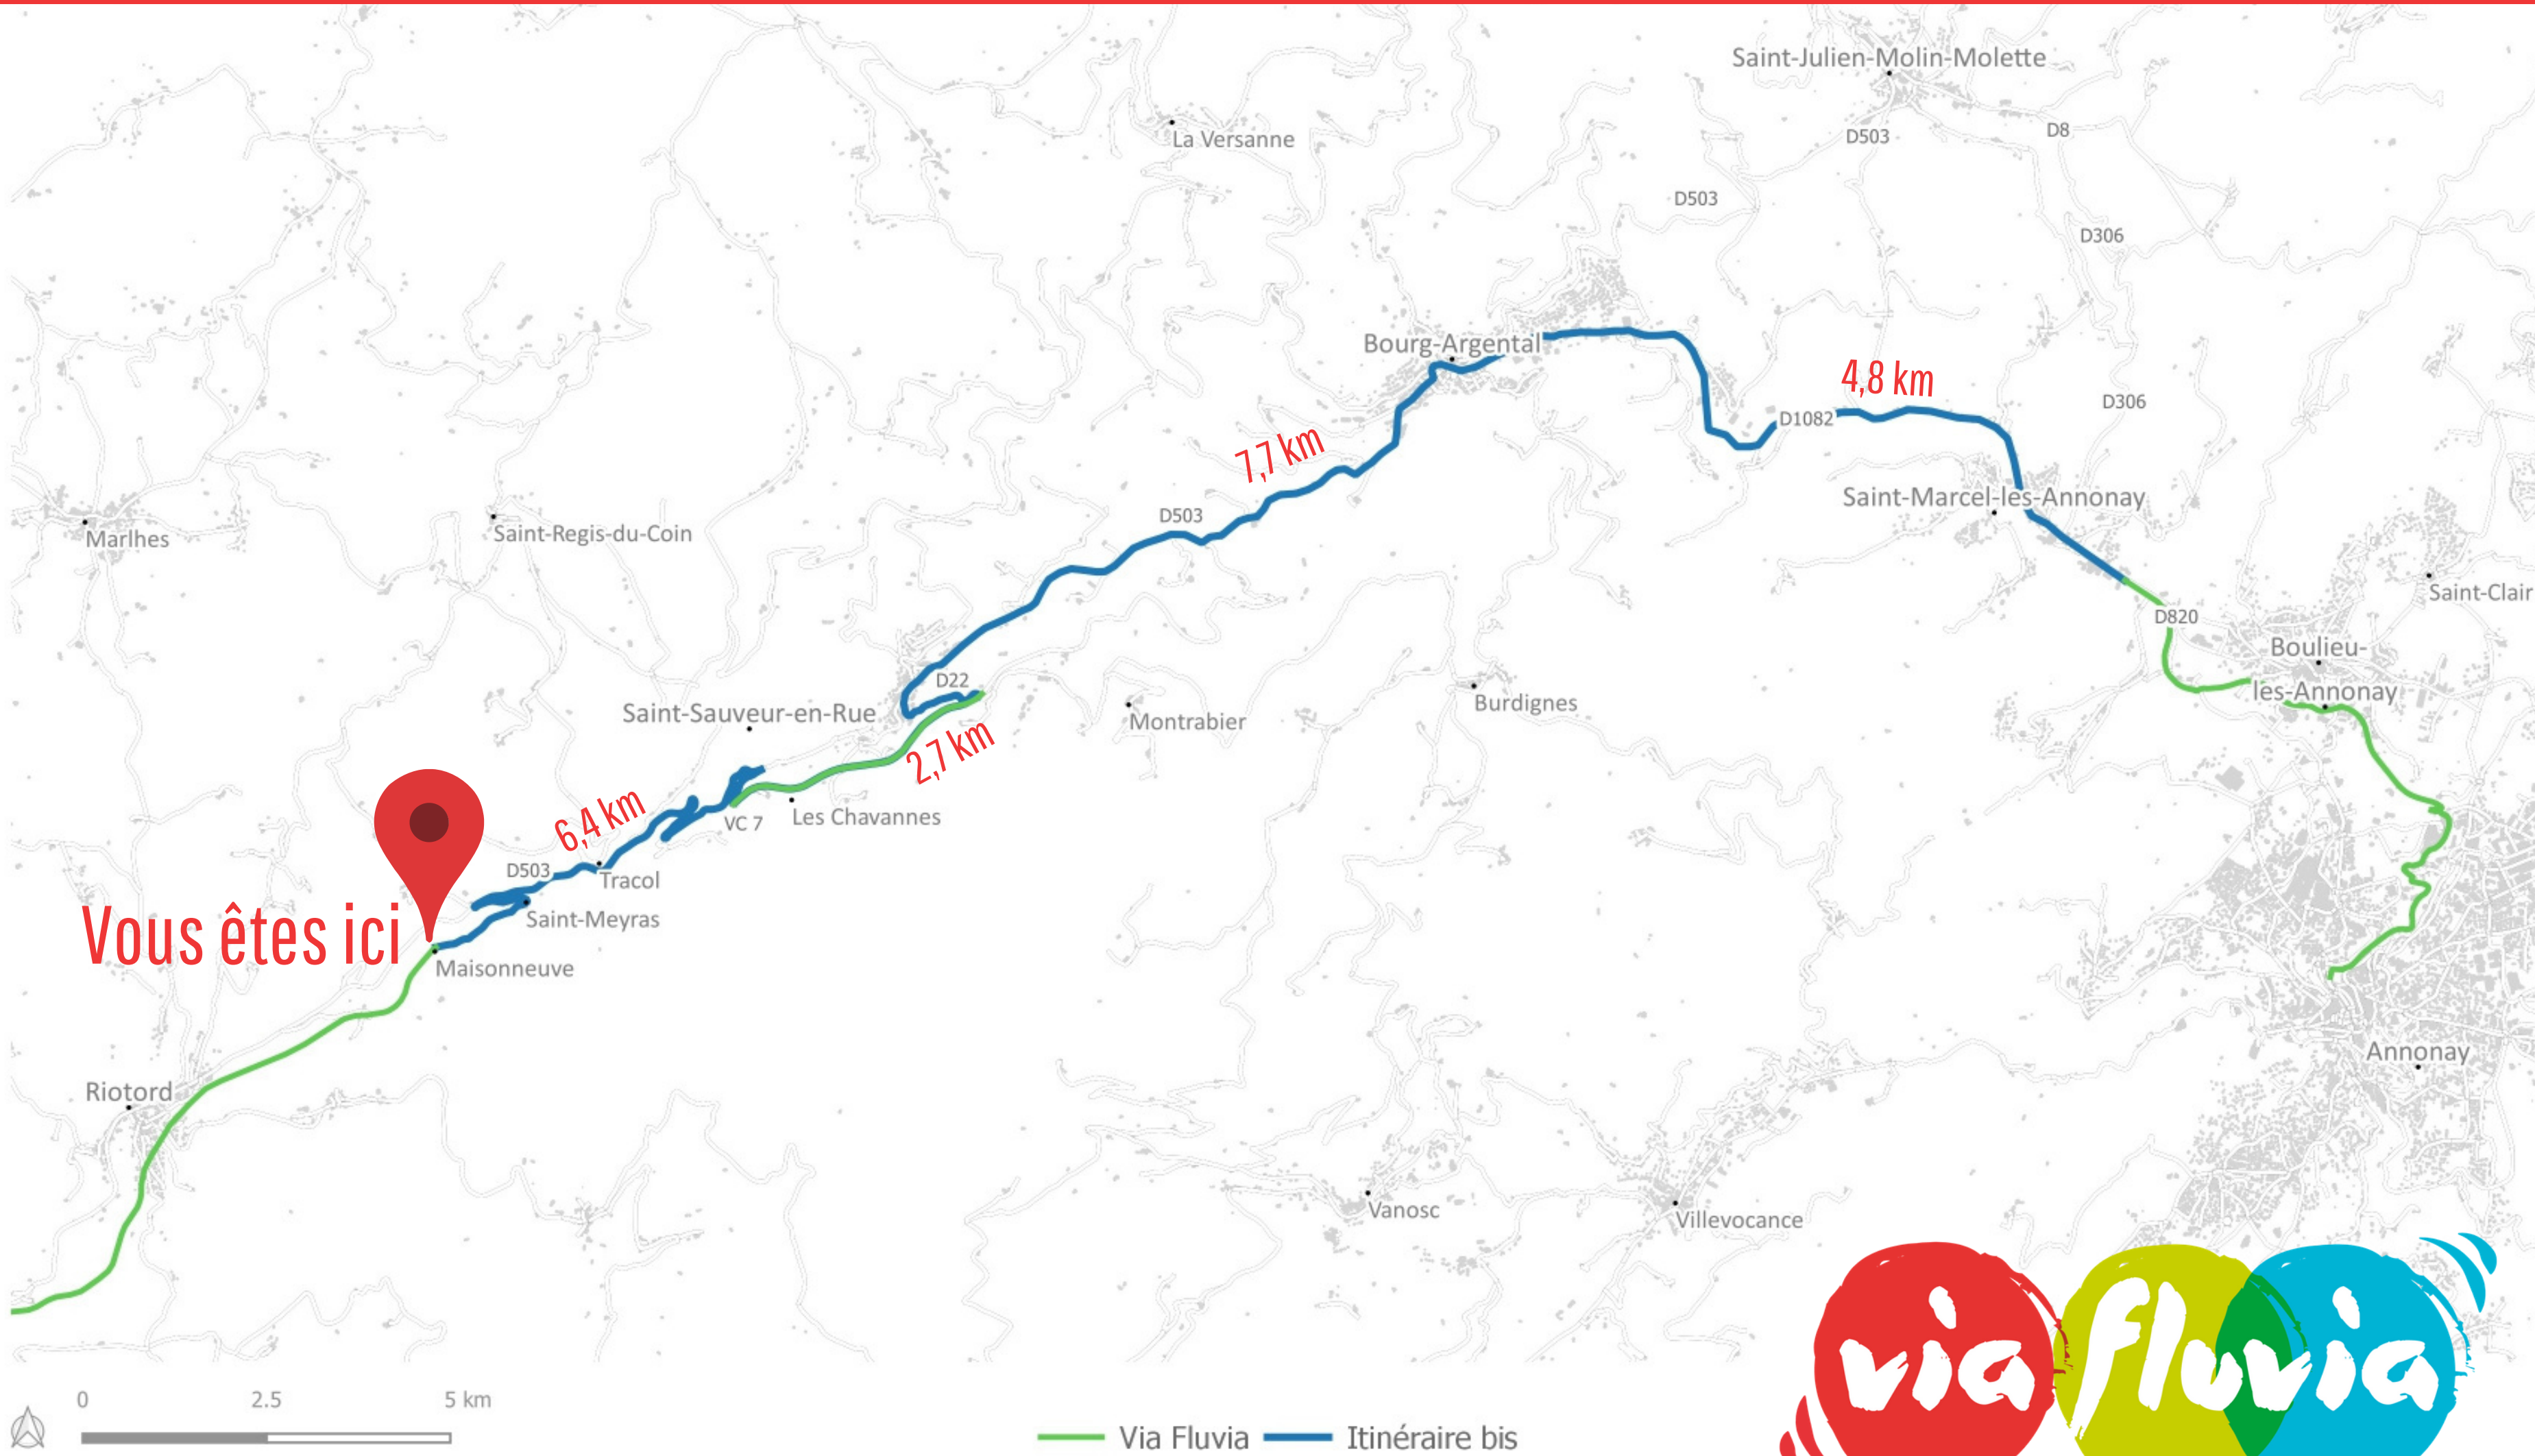 Saint-Julien-Molin-Molette
La Versanne
D503
D8
D503
D306
Bourg-Argental
4,8 km
D306
D1082
7,7 km
Saint-Marcel-les-Annonay
D503
Marlhes
Saint-Regis-du-Coin
Saint-Clair
D820
Boulieu-
les-Annonay
D22
Saint-Sauveur-en-Rue
Montrabier
Burdignes
2,7 km
6,4 km
VC 7
Les Chavannes
D503
Tracol
Saint-Meyras
Vous êtes ici
Maisonneuve
Annonay
Riotord
Vanosc
Villevocance
via fluvia
0 2.5 5 km
Via Fluvia Itinéraire bis